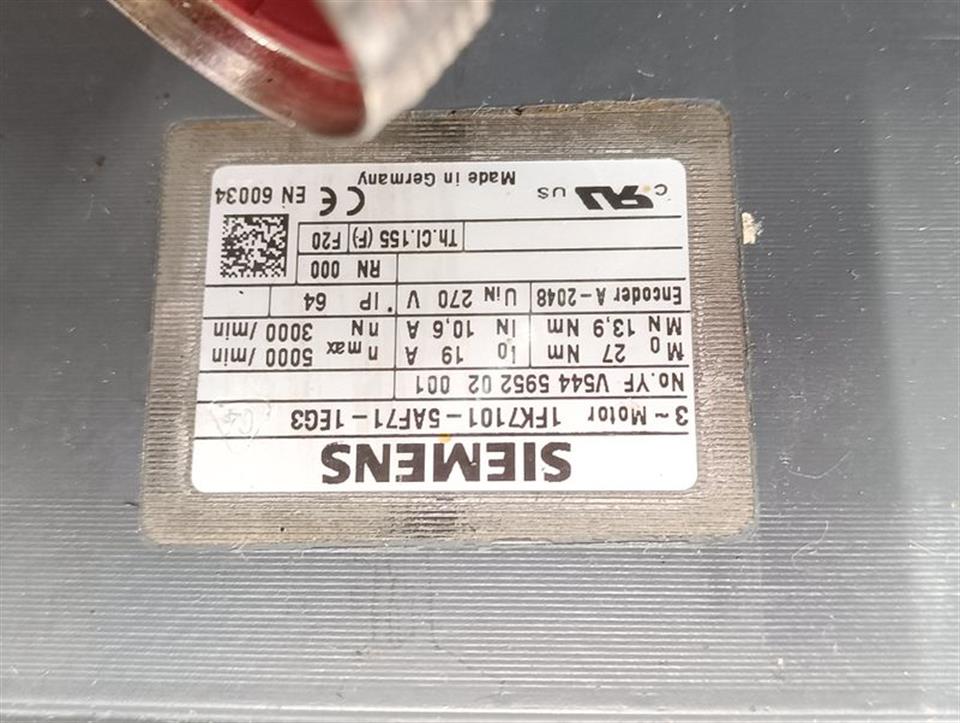 SIEMENS
3 ~ Motor 1FK7101-5AF71-1EG3
No.YF V544 5952 02 001
M0 27 Nm I0 19 A nmax 5000 /min
MN 13,9 Nm IN 10,6 A nN 3000 /min
Encoder A-2048 UIN 270 V IP 64
RN 000
Th.Cl.155 (F) F20
c RU US CE EN 60034
Made in Germany